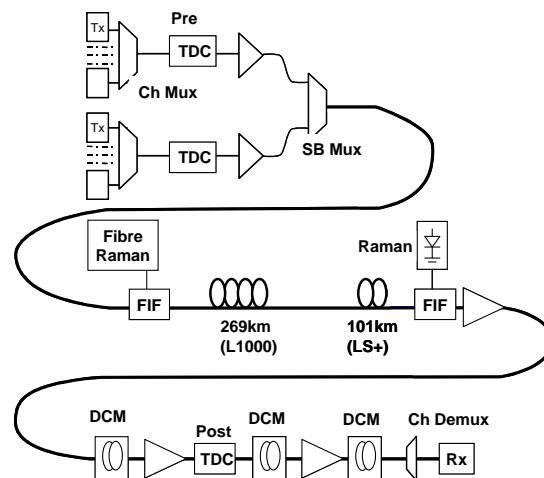 Pre
Tx
TDC
Ch Mux
Tx
TDC
SB Mux
Fibre
Raman
Raman
FIF
FIF
269km
(L1000)
101km
(LS+)
DCM
Post
TDC
DCM
DCM
Ch Demux
Rx